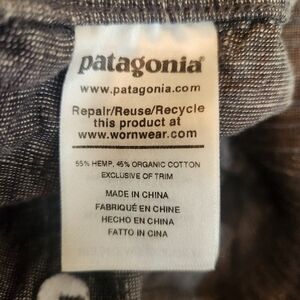 patagonia®
www.patagonia.com
Repair/Reuse/Recycle
this product at
www.wornwear.com
55% HEMP, 45% ORGANIC COTTON
EXCLUSIVE OF TRIM
MADE IN CHINA
FABRIQUÉ EN CHINE
HECHO EN CHINA
FATTO IN CINA